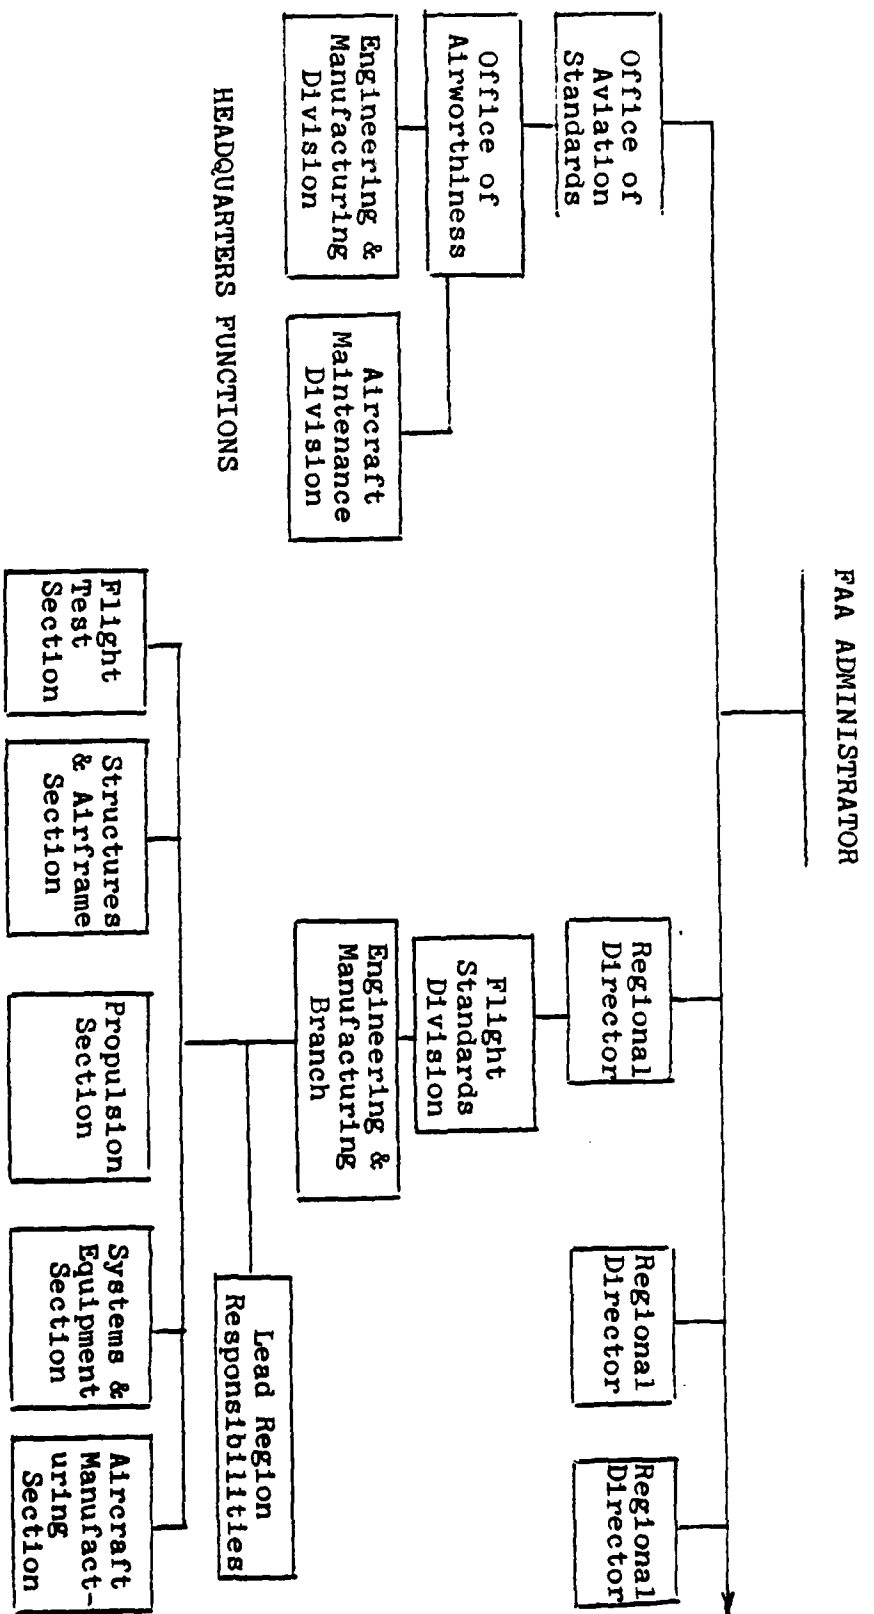 FAA ADMINISTRATOR
Office of
Aviation
Standards
Regional
Director
Regional
Director
Regional
Director
Office of
Airworthiness
Flight
Standards
Division
Engineering &
Manufacturing
Division
Aircraft
Maintenance
Division
Engineering &
Manufacturing
Branch
HEADQUARTERS FUNCTIONS
Lead Region
Responsibilities
Flight
Test
Section
Structures
& Airframe
Section
Propulsion
Section
Systems &
Equipment
Section
Aircraft
Manufact-
uring
Section